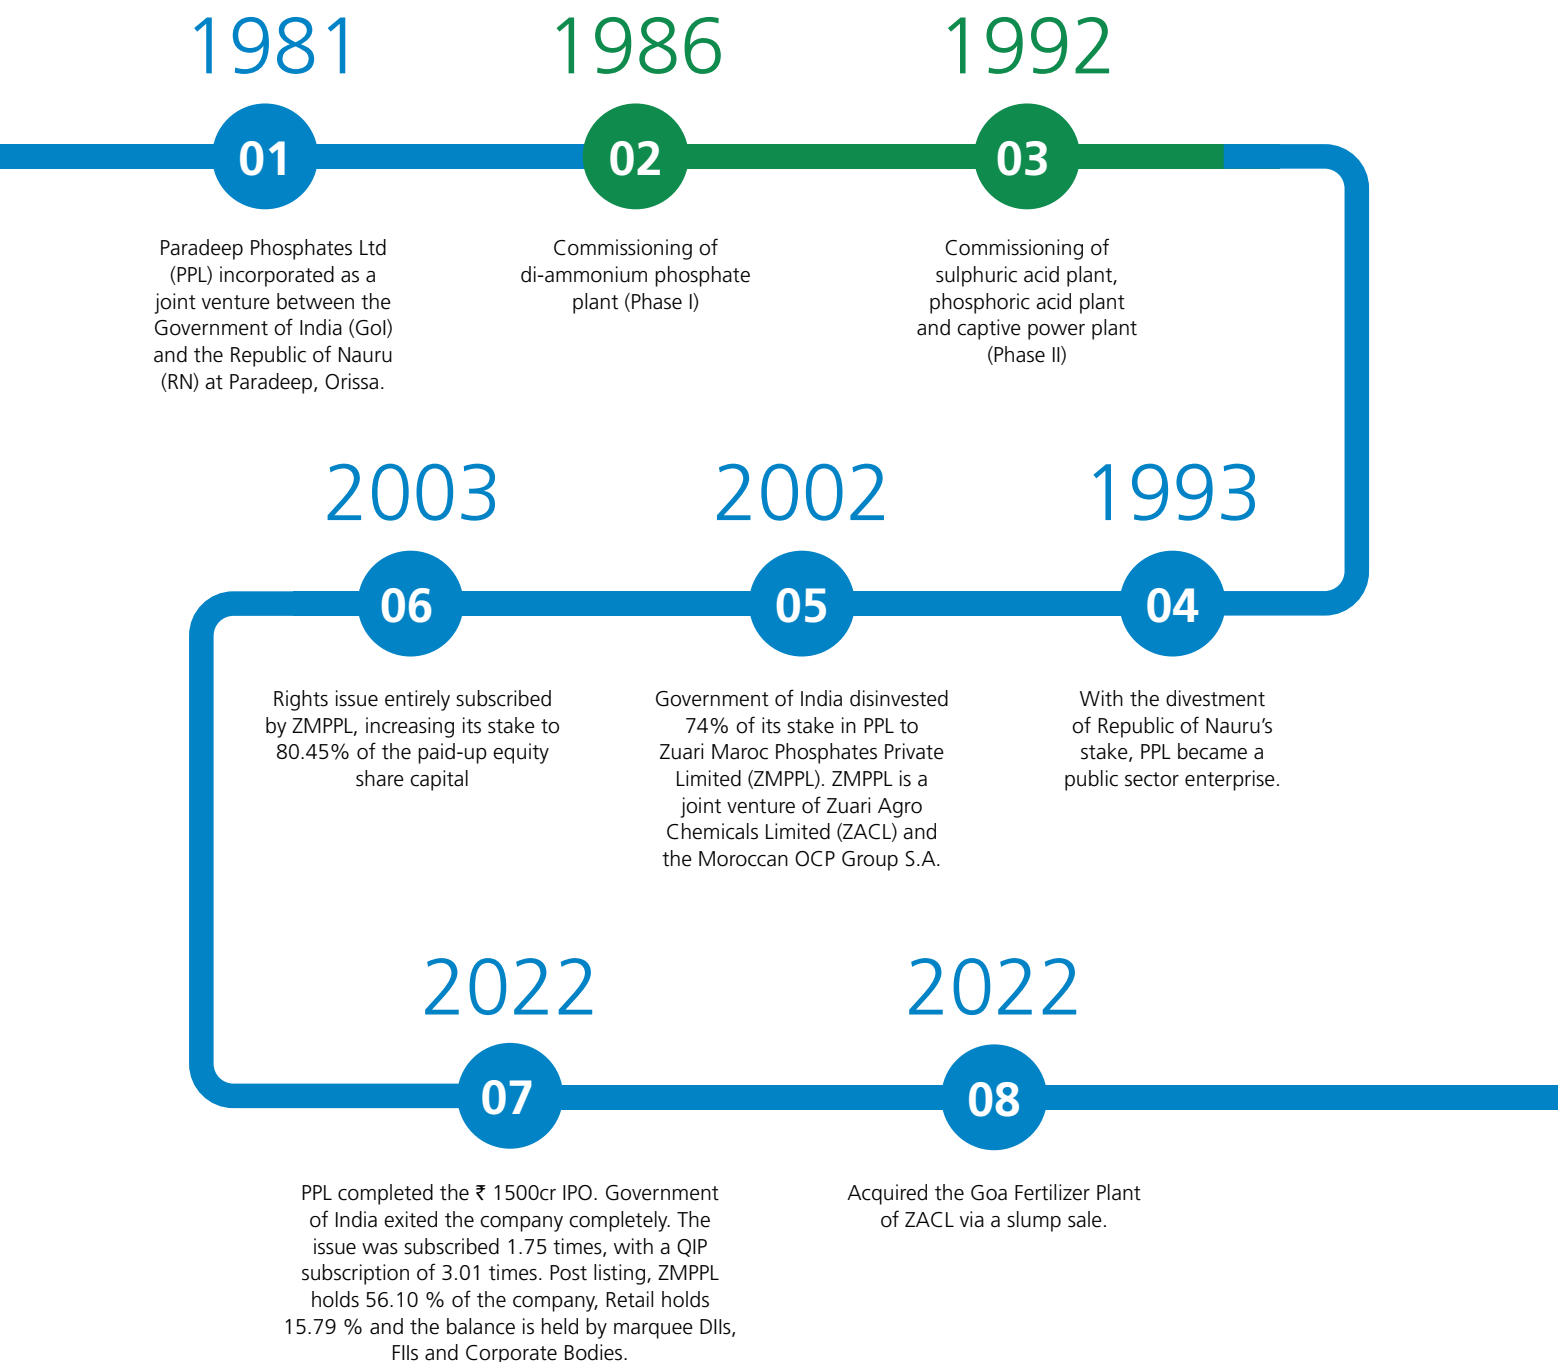 1981
01
Paradeep Phosphates Ltd
(PPL) incorporated as a
joint venture between the
Government of India (GoI)
and the Republic of Nauru
(RN) at Paradeep, Orissa.
1986
02
Commissioning of
di-ammonium phosphate
plant (Phase I)
1992
03
Commissioning of
sulphuric acid plant,
phosphoric acid plant
and captive power plant
(Phase II)
1993
04
With the divestment
of Republic of Nauru’s
stake, PPL became a
public sector enterprise.
2002
05
Government of India disinvested
74% of its stake in PPL to
Zuari Maroc Phosphates Private
Limited (ZMPPL). ZMPPL is a
joint venture of Zuari Agro
Chemicals Limited (ZACL) and
the Moroccan OCP Group S.A.
2003
06
Rights issue entirely subscribed
by ZMPPL, increasing its stake to
80.45% of the paid-up equity
share capital
2022
07
PPL completed the ₹ 1500cr IPO. Government
of India exited the company completely. The
issue was subscribed 1.75 times, with a QIP
subscription of 3.01 times. Post listing, ZMPPL
holds 56.10 % of the company, Retail holds
15.79 % and the balance is held by marquee DIIs,
FIIs and Corporate Bodies.
2022
08
Acquired the Goa Fertilizer Plant
of ZACL via a slump sale.